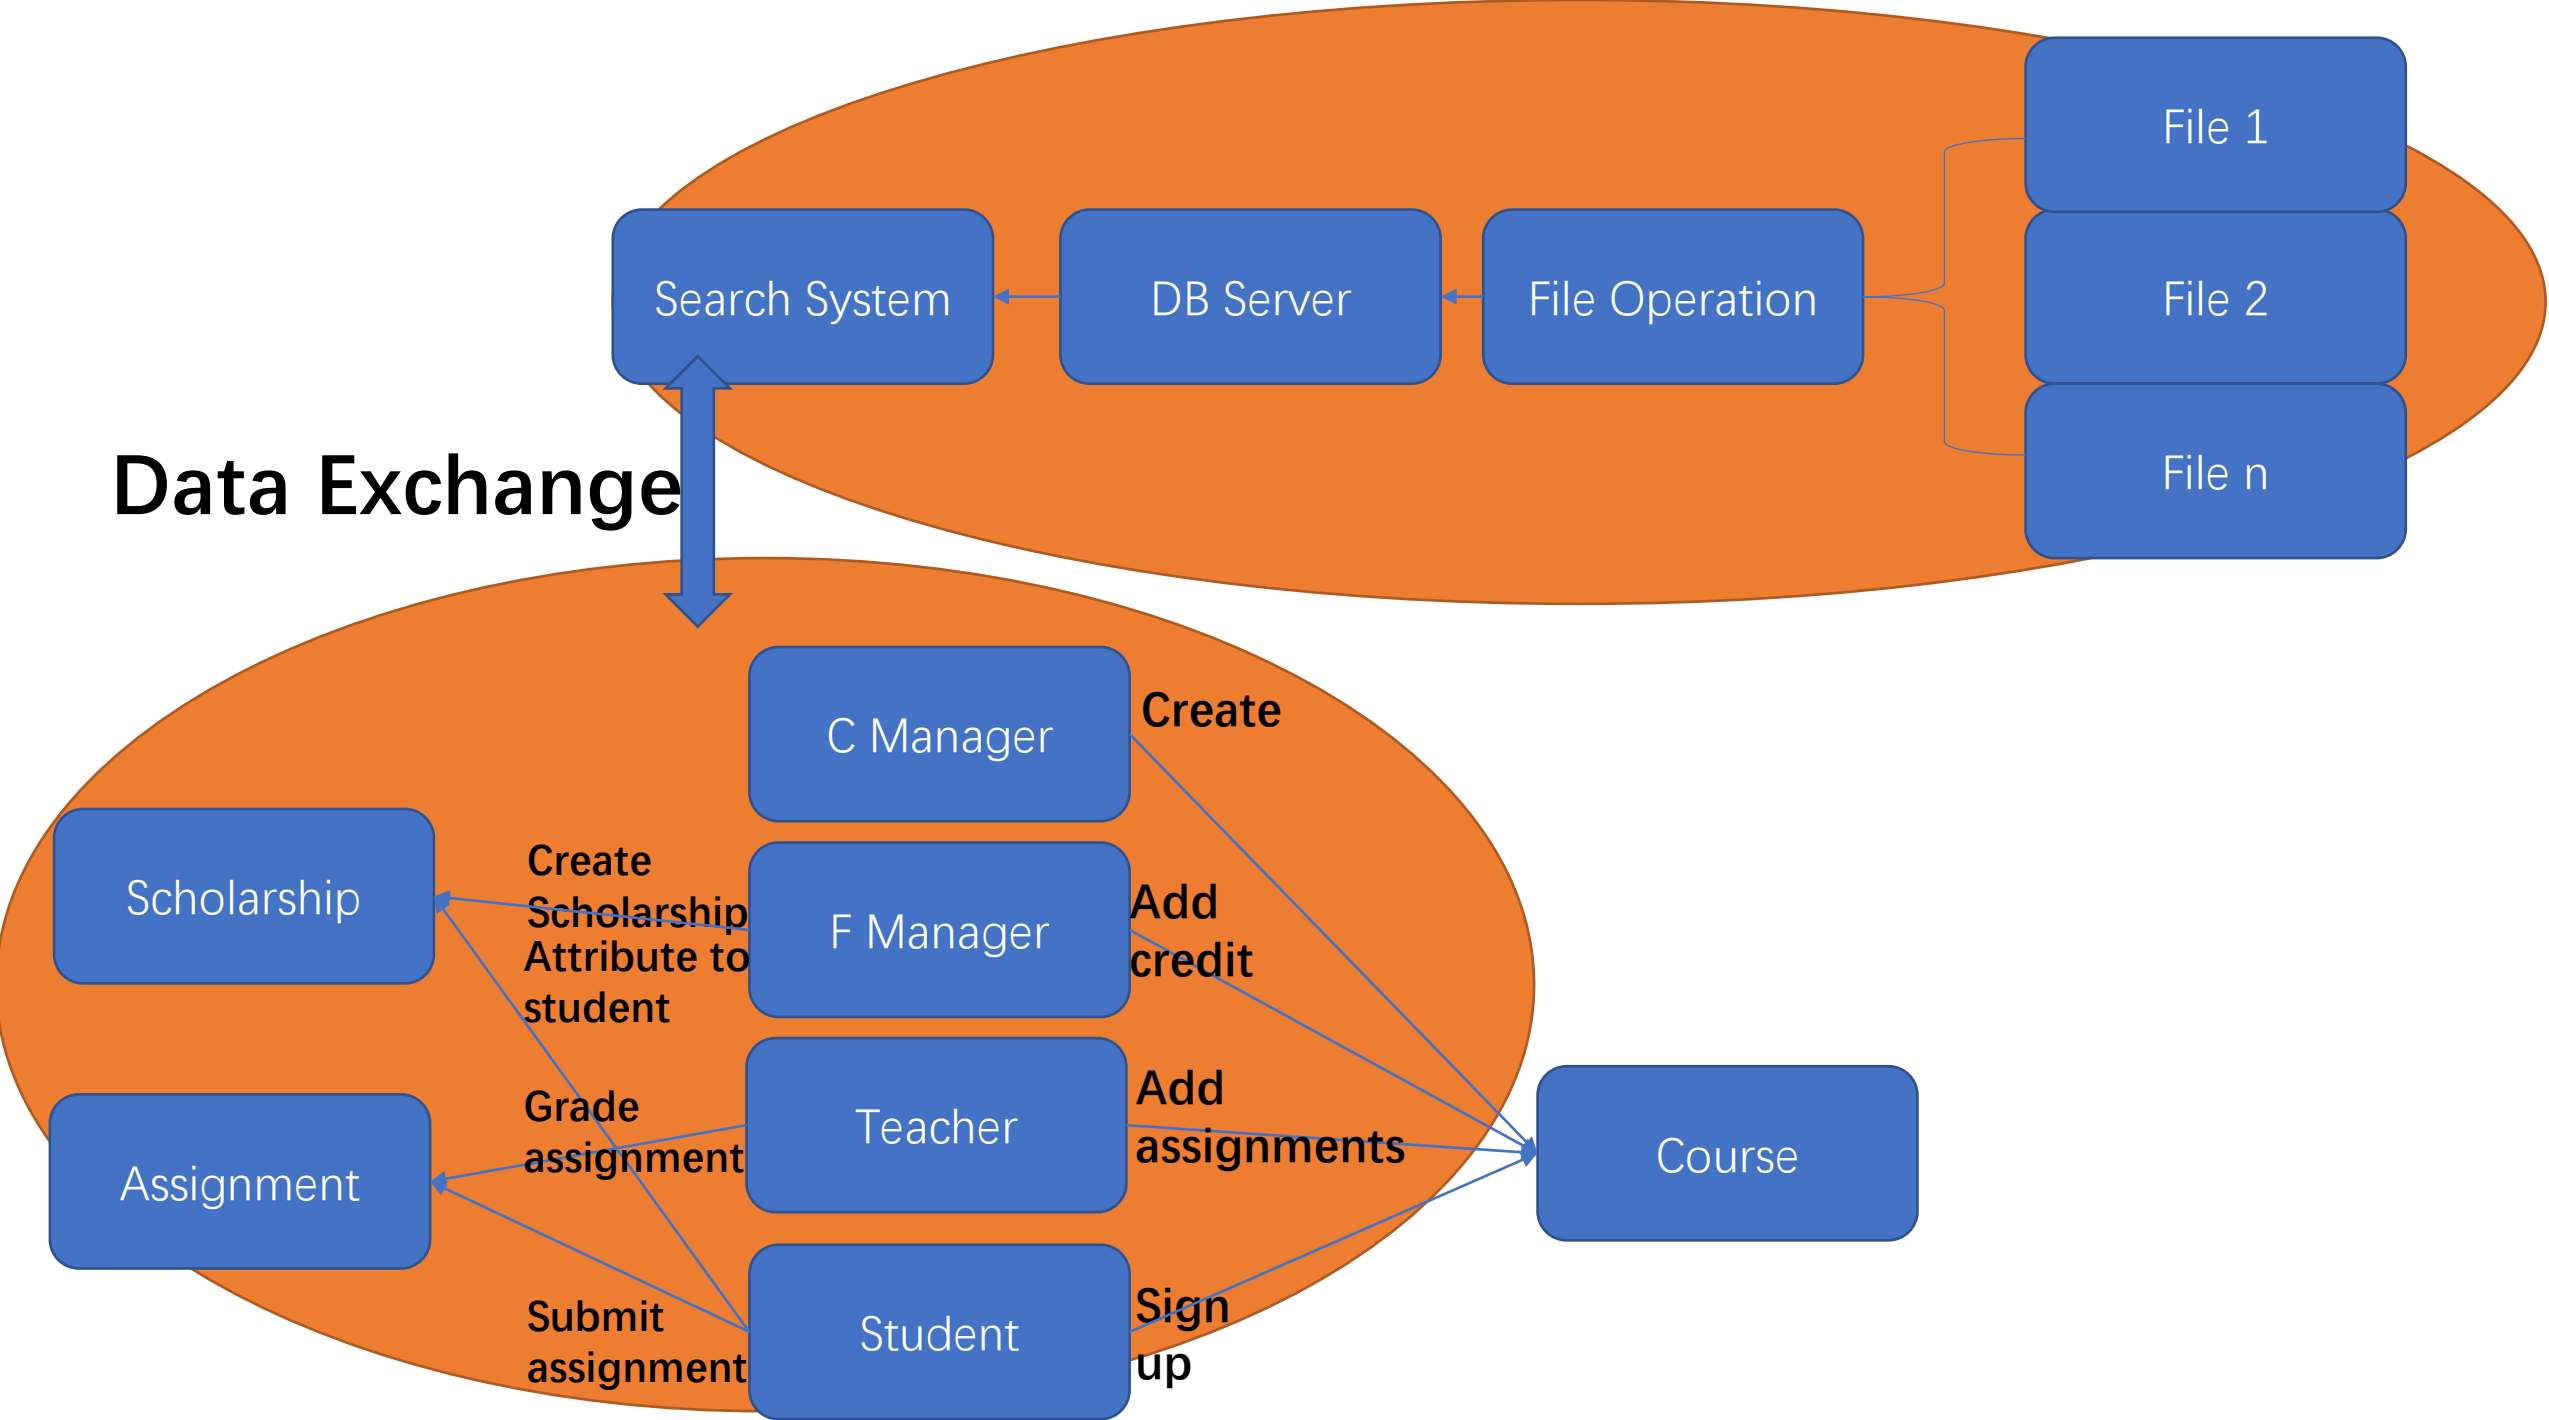 File 1
Search System
DB Server
File Operation
File 2
File n
Data Exchange
C Manager
Create
Scholarship
Create
Scholarship
Attribute to
student
F Manager
Add
credit
Assignment
Grade
assignment
Teacher
Add
assignments
Course
Submit
assignment
Student
Sign
up